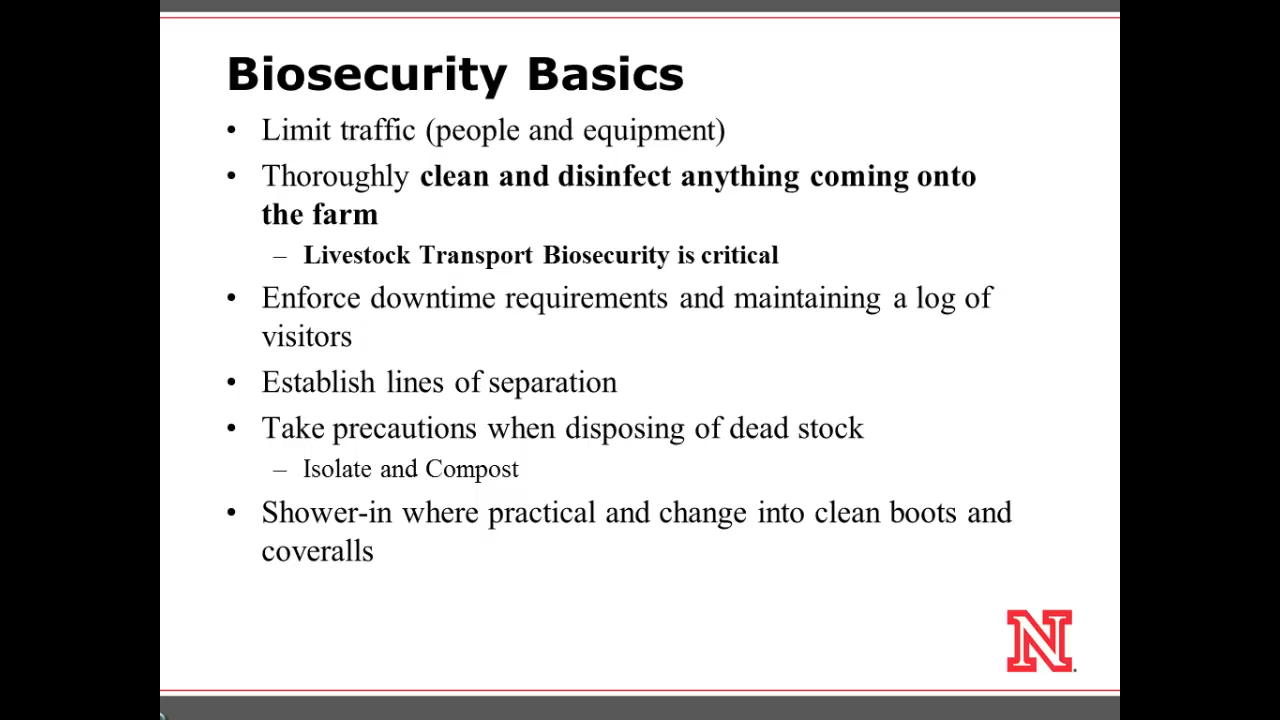 Biosecurity Basics
• Limit traffic (people and equipment)
• Thoroughly clean and disinfect anything coming onto
the farm
– Livestock Transport Biosecurity is critical
• Enforce downtime requirements and maintaining a log of
visitors
• Establish lines of separation
• Take precautions when disposing of dead stock
– Isolate and Compost
• Shower-in where practical and change into clean boots and
coveralls
N